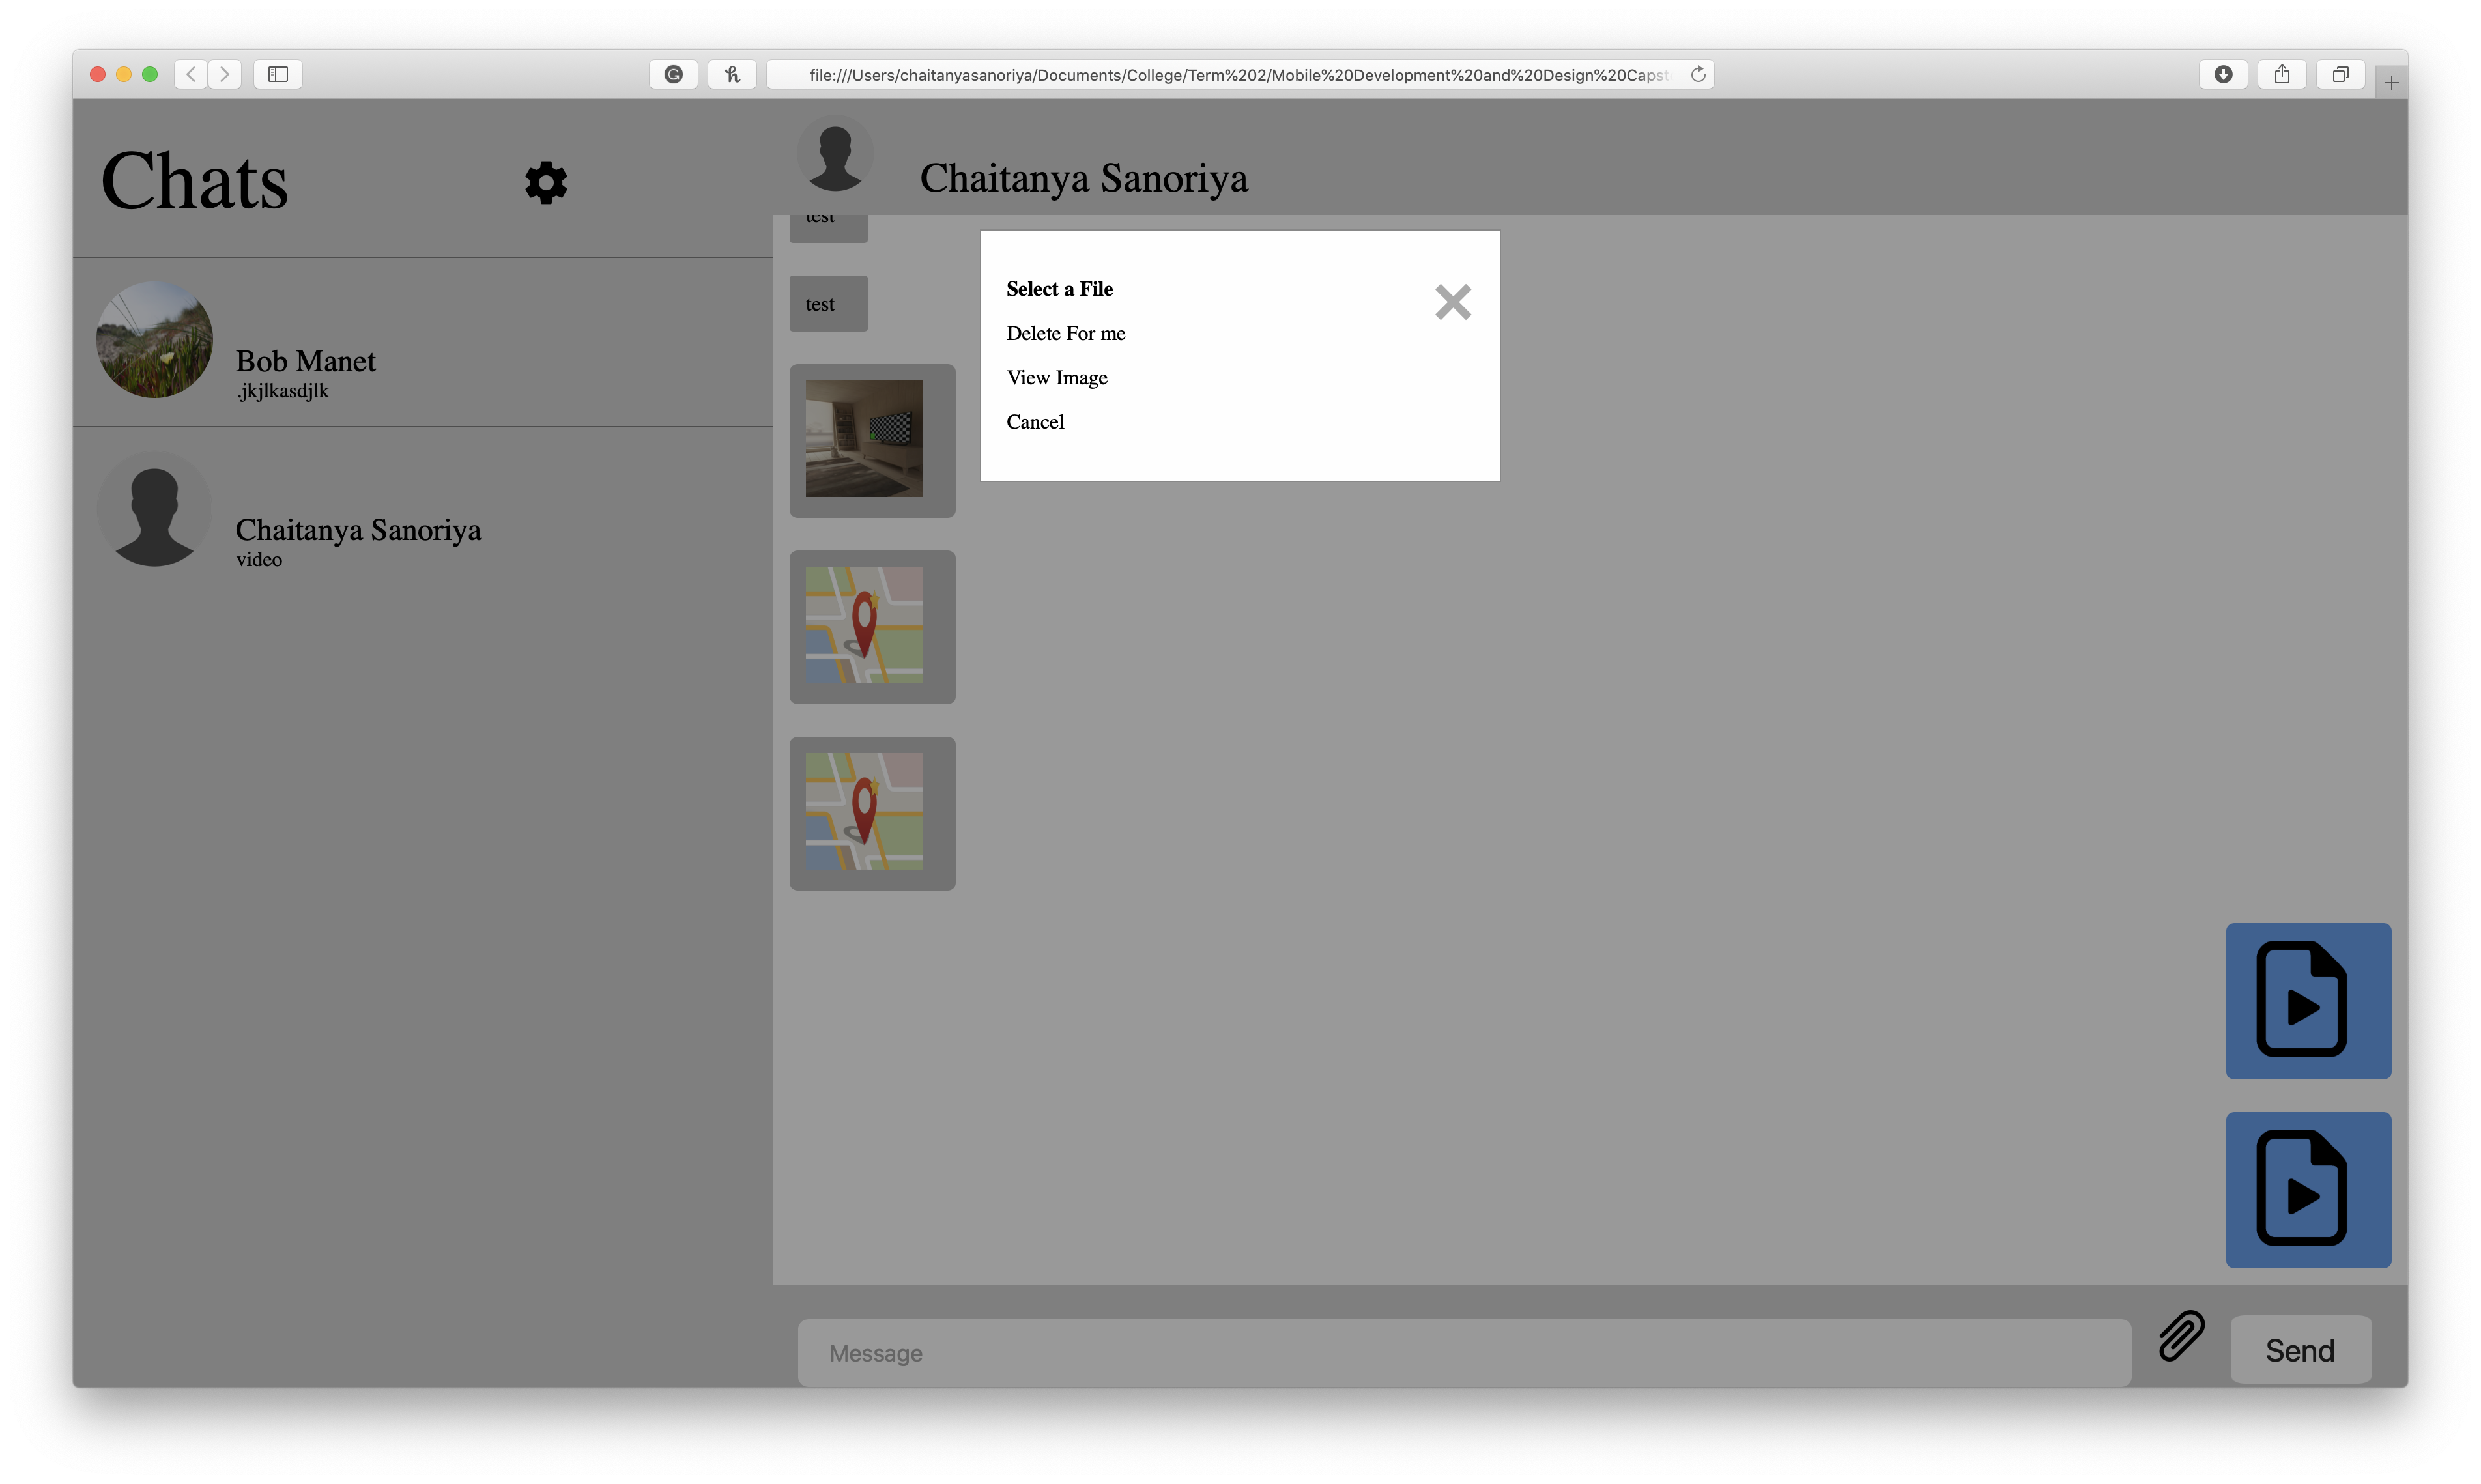 file:///Users/chaitanyasanoriya/Documents/College/Term%202/Mobile%20Development%20and%20Design%20Capst
Chats
Bob Manet
.jkjlkasdjlk
Chaitanya Sanoriya
video
Chaitanya Sanoriya
test
test
Select a File
Delete For me
View Image
Cancel
Message
Send